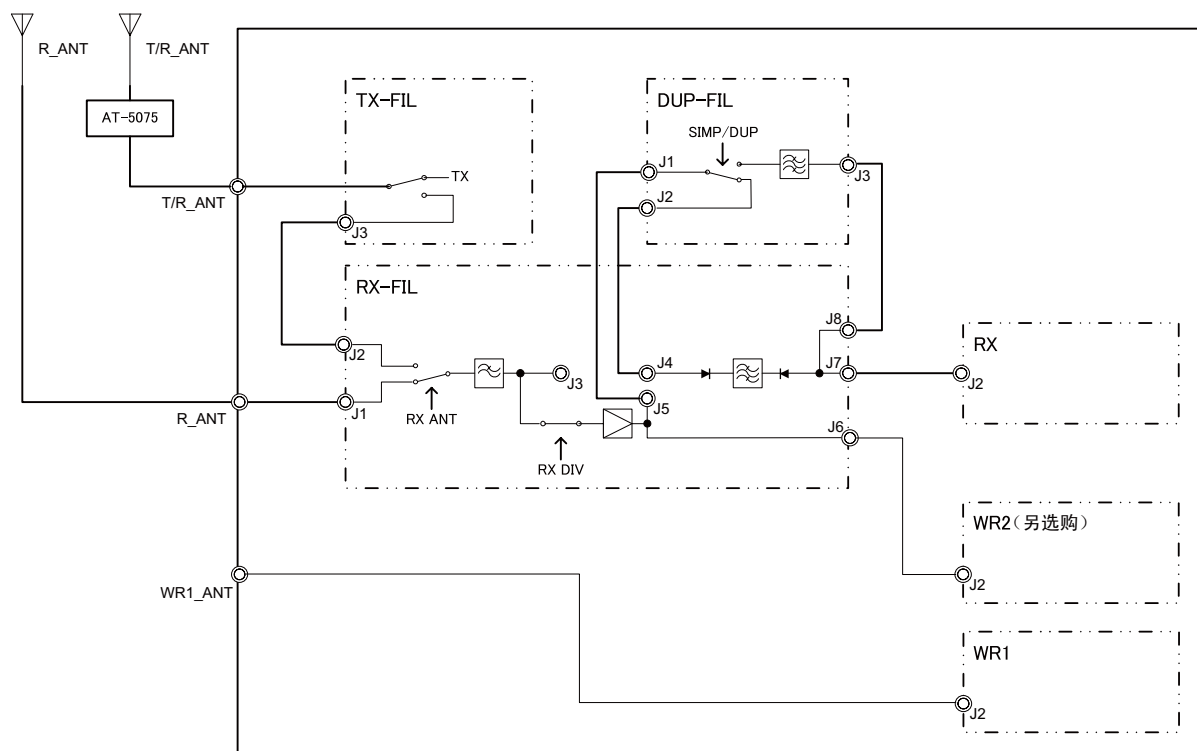 R_ANT
T/R_ANT
AT-5075
T/R_ANT
TX-FIL
TX
J3
DUP-FIL
SIMP/DUP
J1
J2
J3
RX-FIL
J2
J1
RX ANT
J3
RX DIV
J4
J5
J8
J7
J6
R_ANT
RX
J2
WR2（另选购）
J2
WR1_ANT
WR1
J2